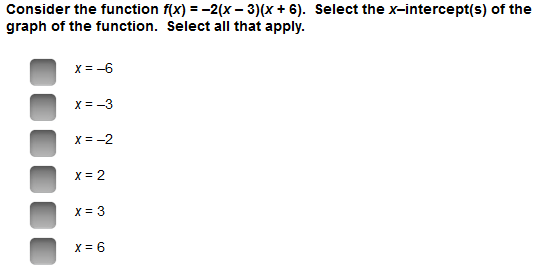 Consider the function f(x) = –2(x – 3)(x + 6).  Select the x–intercept(s) of the
graph of the function.  Select all that apply.
x = –6
x = –3
x = –2
x = 2
x = 3
x = 6